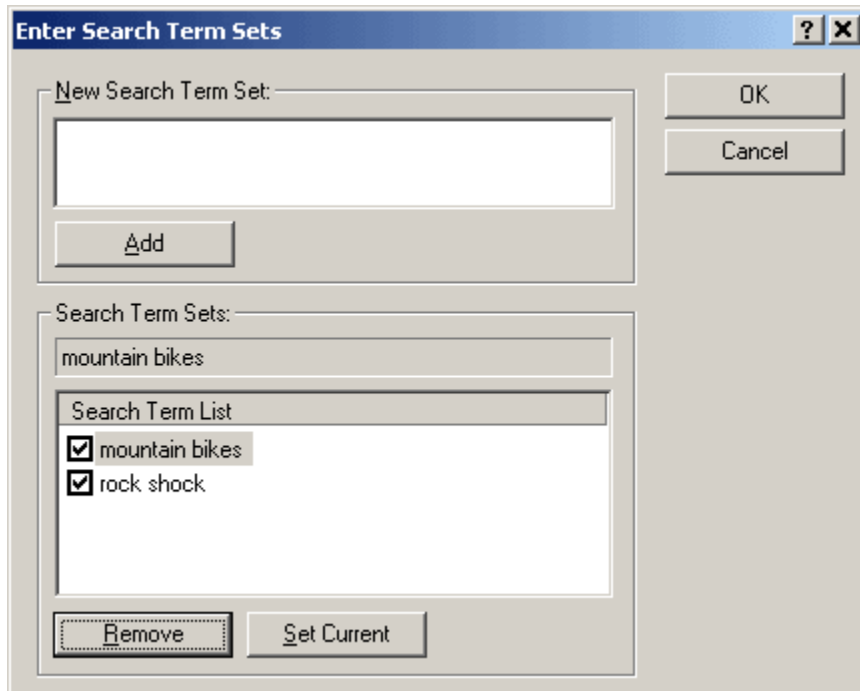 Enter Search Term Sets
New Search Term Set:
OK
Cancel
Add
Search Term Sets:
mountain bikes
Search Term List
mountain bikes
rock shock
Remove
Set Current